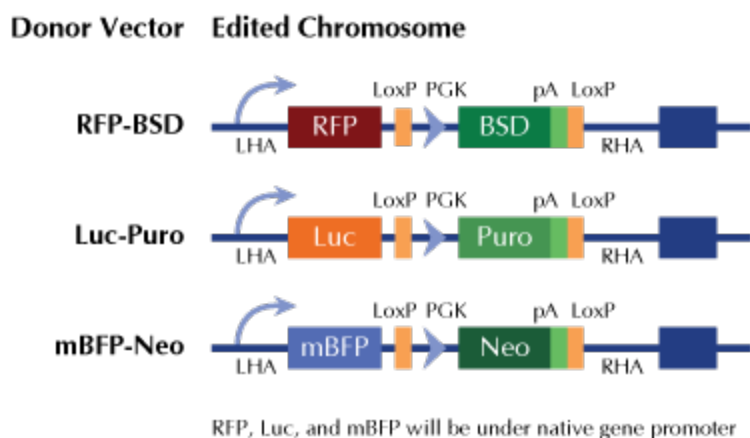 Donor Vector Edited Chromosome
LoxP PGK pA LoxP
RFP-BSD RFP BSD
LHA RHA
LoxP PGK pA LoxP
Luc-Puro Luc Puro
LHA RHA
LoxP PGK pA LoxP
mBFP-Neo mBFP Neo
LHA RHA
RFP, Luc, and mBFP will be under native gene promoter